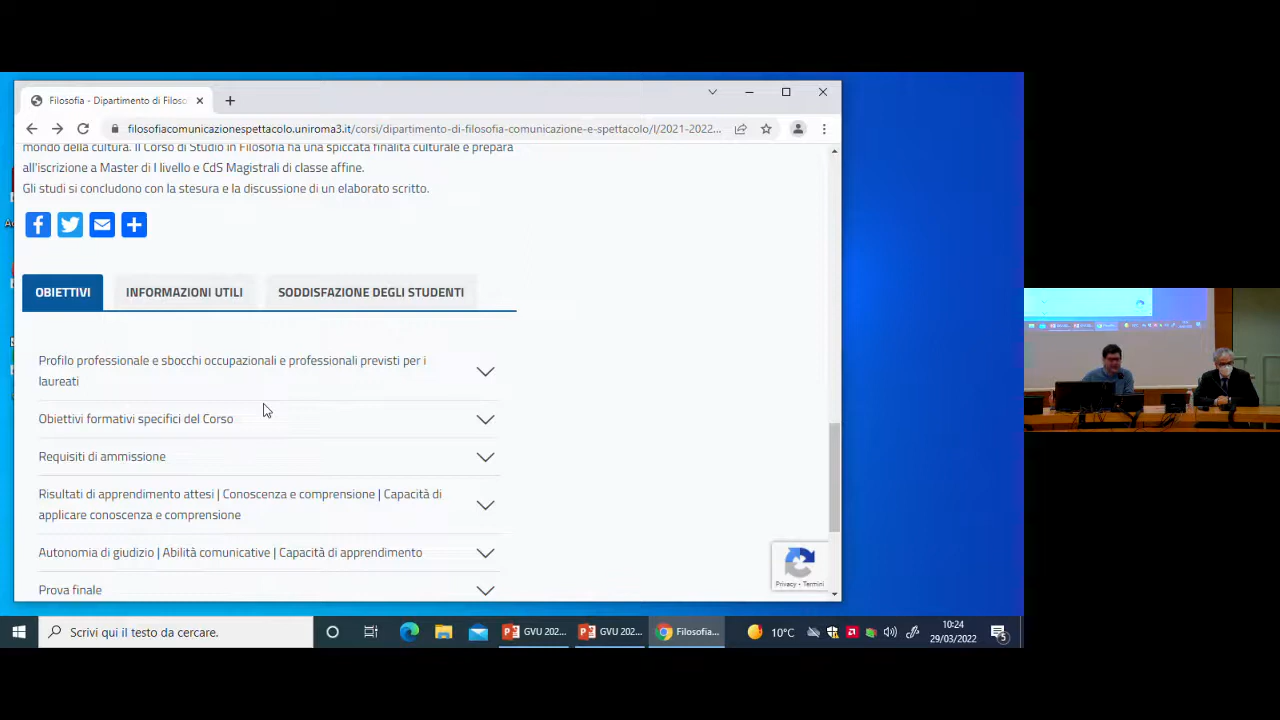 Filosofia - Dipartimento di Filoso
filosofiacomunicazionespettacolo.uniroma3.it/corsi/dipartimento-di-filosofia-comunicazione-e-spettacolo/l/2021-2022...
mondo della cultura. Il Corso di Studio in Filosofia ha una spiccata finalità culturale e prepara
all'iscrizione a Master di I livello e CdS Magistrali di classe affine.
Gli studi si concludono con la stesura e la discussione di un elaborato scritto.
OBIETTIVI
INFORMAZIONI UTILI
SODDISFAZIONE DEGLI STUDENTI
Profilo professionale e sbocchi occupazionali e professionali previsti per i
laureati
Obiettivi formativi specifici del Corso
Requisiti di ammissione
Risultati di apprendimento attesi | Conoscenza e comprensione | Capacità di
applicare conoscenza e comprensione
Autonomia di giudizio | Abilità comunicative | Capacità di apprendimento
Prova finale
Privacy - Termini
Scrivi qui il testo da cercare.
GVU 202...
GVU 202...
Filosofia...
10°C
10:24
29/03/2022
5